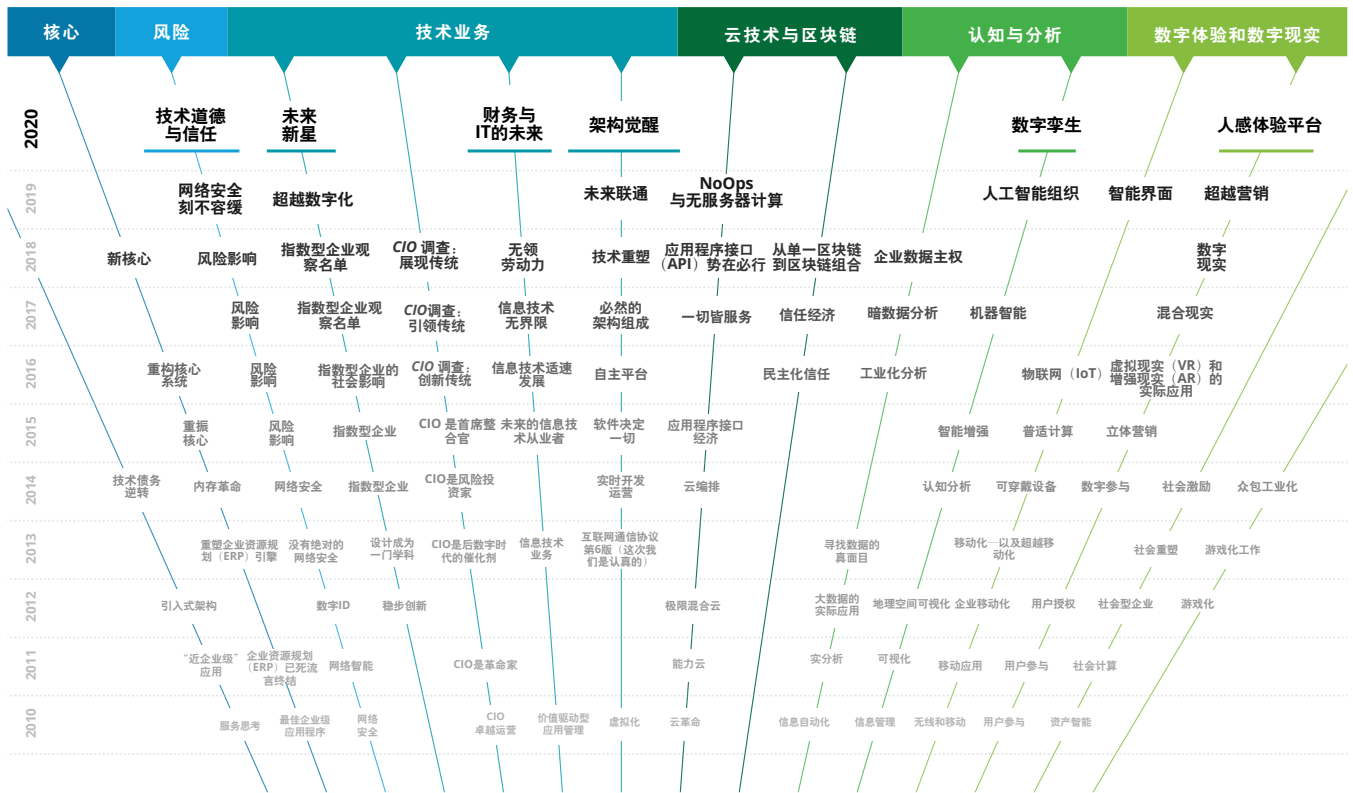 核心
风险
技术业务
云技术与区块链
认知与分析
数字体验和数字现实
2020
技术道德
与信任
未来
新星
财务与
IT的未来
架构觉醒
数字孪生
人感体验平台
2019
网络安全
刻不容缓
超越数字化
未来联通
NoOps
与无服务器计算
人工智能组织
智能界面
超越营销
2018
新核心
风险影响
指数型企业观
察名单
CIO 调查：
展现传统
无领
劳动力
技术重塑
应用程序接口
（API）势在必行
从单一区块链
到区块链组合
企业数据主权
数字
现实
2017
风险
影响
指数型企业观
察名单
CIO调查：
引领传统
信息技术
无界限
必然的
架构组成
一切皆服务
信任经济
暗数据分析
机器智能
混合现实
2016
重构核心
系统
风险
影响
指数型企业的
社会影响
CIO 调查：
创新传统
信息技术适速
发展
自主平台
民主化信任
工业化分析
物联网（IoT）
虚拟现实（VR）和
增强现实（AR）的
实际应用
2015
重振
核心
风险
影响
指数型企业
CIO 是首席整
合官
未来的信息技
术从业者
软件决定
一切
应用程序接口
经济
智能增强
普适计算
立体营销
2014
技术债务
逆转
内存革命
网络安全
指数型企业
CIO是风险投
资家
实时开发
运营
云编排
认知分析
可穿戴设备
数字参与
社会激励
众包工业化
2013
重塑企业资源规
划（ERP）引擎
没有绝对的
网络安全
设计成为
一门学科
CIO是后数字时
代的催化剂
信息技术
业务
互联网通信协议
第6版（这次我
们是认真的）
寻找数据的
真面目
移动化—以及超越移
动化
社会重塑
游戏化工作
2012
引入式架构
数字ID
稳步创新
极限混合云
大数据的
实际应用
地理空间可视化
企业移动化
用户授权
社会型企业
游戏化
2011
“近企业级”
应用
企业资源规划
（ERP）已死流
言终结
网络智能
CIO是革命家
能力云
实分析
可视化
移动应用
用户参与
社会计算
2010
服务思考
最佳企业级
应用程序
网络
安全
CIO
卓越运营
价值驱动型
应用管理
虚拟化
云革命
信息自动化
信息管理
无线和移动
用户参与
资产智能